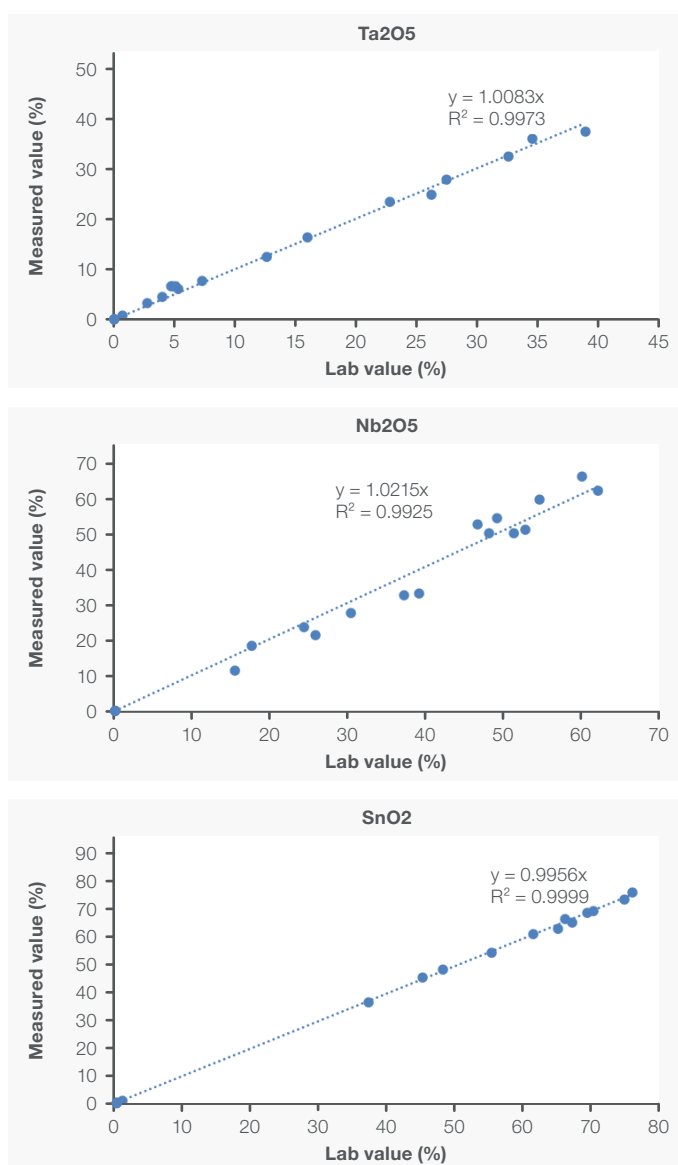 Ta2O5
Measured value (%)
50
40
30
20
10
0
y = 1.0083x
R² = 0.9973
0 5 10 15 20 25 30 35 40 45
Lab value (%)
Nb2O5
Measured value (%)
70
60
50
40
30
20
10
0
y = 1.0215x
R² = 0.9925
0 10 20 30 40 50 60 70
Lab value (%)
SnO2
Measured value (%)
90
80
70
60
50
40
30
20
10
0
y = 0.9956x
R² = 0.9999
0 10 20 30 40 50 60 70 80
Lab value (%)